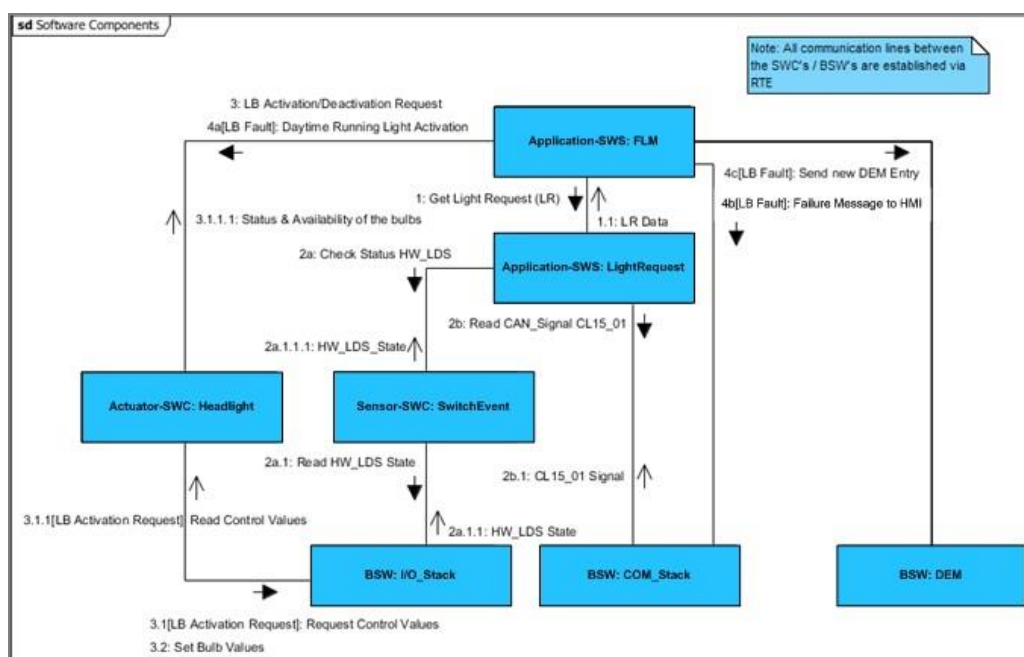 sd Software Components
Note: All communication lines between
the SWC's / BSW's are established via
RTE
3: LB Activation/Deactivation Request
4a[LB Fault]: Daytime Running Light Activation
Application-SWS: FLM
4c[LB Fault]: Send new DEM Entry
4b[LB Fault]: Failure Message to HMI
1: Get Light Request (LR)
1.1: LR Data
3.1.1.1: Status & Availability of the bulbs
2a: Check Status HW_LDS
Application-SWS: LightRequest
2b: Read CAN_Signal CL15_01
2a.1.1.1: HW_LDS_State
Actuator-SWC: Headlight
Sensor-SWC: SwitchEvent
2a.1: Read HW_LDS State
2b.1: CL15_01 Signal
3.1.1[LB Activation Request]: Read Control Values
2a.1.1: HW_LDS State
BSW: I/O_Stack
BSW: COM_Stack
BSW: DEM
3.1[LB Activation Request]: Request Control Values
3.2: Set Bulb Values